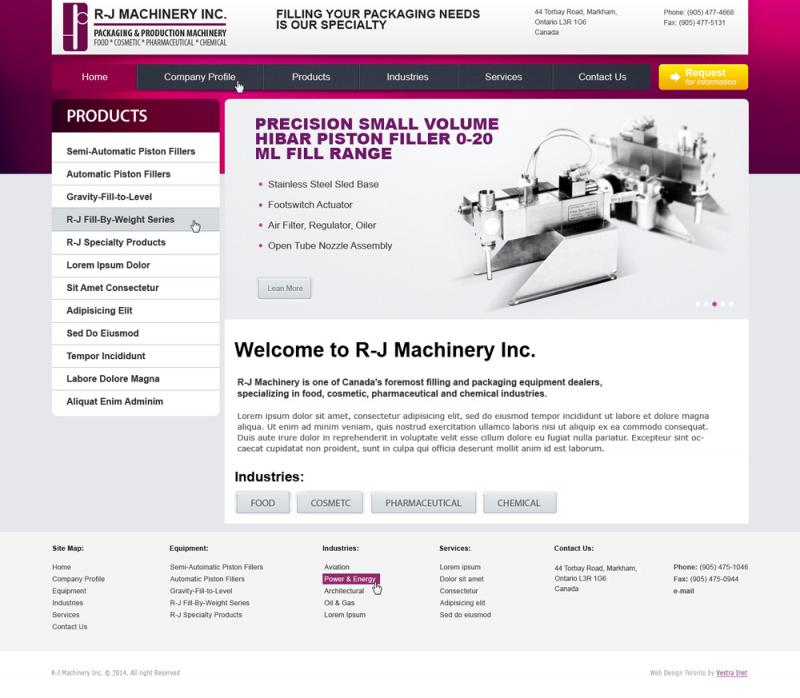 R-J MACHINERY INC.
PACKAGING & PRODUCTION MACHINERY
FOOD * COSMETIC * PHARMACEUTICAL * CHEMICAL
FILLING YOUR PACKAGING NEEDS
IS OUR SPECIALTY
44 Torbay Road, Markham,
Ontario L3R 1G6
Canada
Phone: (905) 477-4668
Fax: (905) 477-5131
Home
Company Profile
Products
Industries
Services
Contact Us
Request
for information
PRODUCTS
Semi-Automatic Piston Fillers
Automatic Piston Fillers
Gravity-Fill-to-Level
R-J Fill-By-Weight Series
R-J Specialty Products
Lorem Ipsum Dolor
Sit Amet Consectetur
Adipisicing Elit
Sed Do Eiusmod
Tempor Incididunt
Labore Dolore Magna
Aliquat Enim Adminim
PRECISION SMALL VOLUME
HIBAR PISTON FILLER 0-20
ML FILL RANGE
Stainless Steel Sled Base
Footswitch Actuator
Air Filter, Regulator, Oiler
Open Tube Nozzle Assembly
Lean More
Welcome to R-J Machinery Inc.
R-J Machinery is one of Canada's foremost filling and packaging equipment dealers,
specializing in food, cosmetic, pharmaceutical and chemical industries.
Lorem ipsum dolor sit amet, consectetur adipisicing elit, sed do eiusmod tempor incididunt ut labore et dolore magna
aliqua. Ut enim ad minim veniam, quis nostrud exercitation ullamco laboris nisi ut aliquip ex ea commodo consequat.
Duis aute irure dolor in reprehenderit in voluptate velit esse cillum dolore eu fugiat nulla pariatur. Excepteur sint oc-
caecat cupidatat non proident, sunt in culpa qui officia deserunt mollit anim id est laborum.
Industries:
FOOD
COSMETC
PHARMACEUTICAL
CHEMICAL
Site Map:
Home
Company Profile
Equipment
Industries
Services
Contact Us
Equipment:
Semi-Automatic Piston Fillers
Automatic Piston Fillers
Gravity-Fill-to-Level
R-J Fill-By-Weight Series
R-J Specialty Products
Industries:
Aviation
Power & Energy
Architectural
Oil & Gas
Lorem Ipsum
Services:
Lorem ipsum
Dolor sit amet
Consectetur
Adipisicing elit
Sed do eiusmod
Contact Us:
44 Torbay Road, Markham,
Ontario L3R 1G6
Canada
Phone: (905) 475-1046
Fax: (905) 475-0944
e-mail
R-J Machinery Inc. © 2014. All right Reserved
Web Design Toronto by Vestra Inet